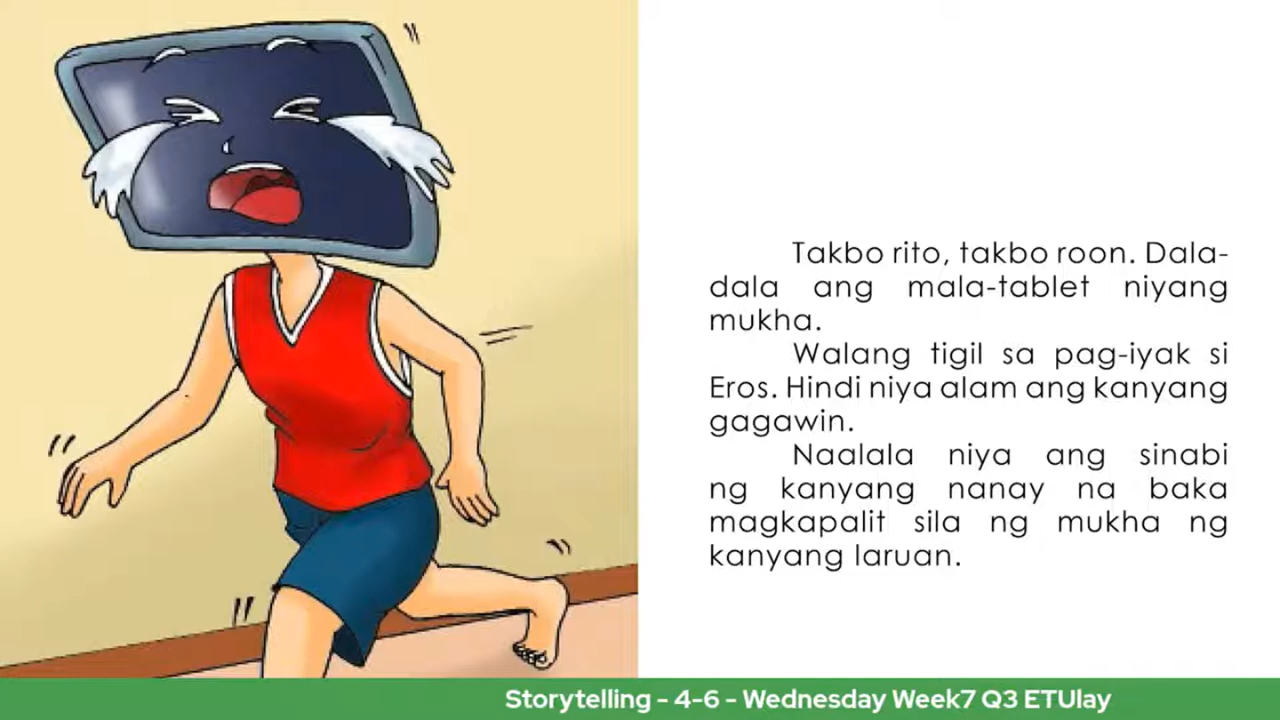 Takbo rito, takbo roon. Dala-
dala ang mala-tablet niyang
mukha.
Walang tigil sa pag-iyak si
Eros. Hindi niya alam ang kanyang
gagawin.
Naalala niya ang sinabi
ng kanyang nanay na baka
magkapalit sila ng mukha ng
kanyang laruan.
Storytelling - 4-6 - Wednesday Week7 Q3 ETUlay